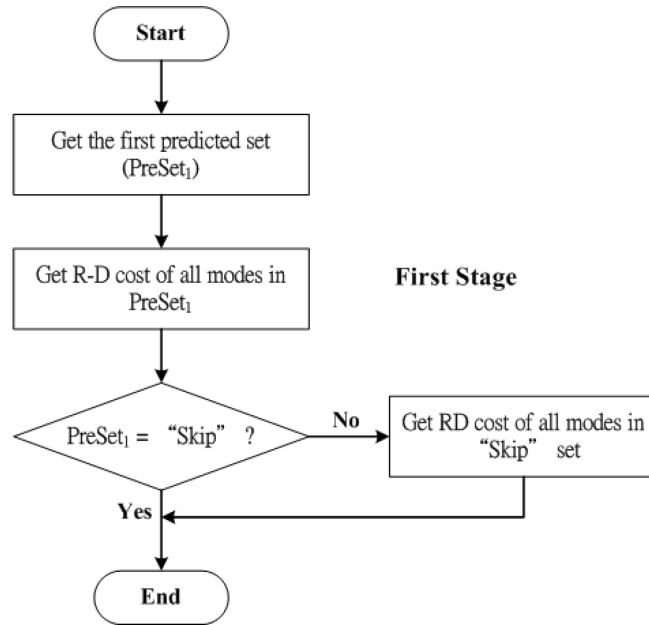 Start
Get the first predicted set
(PreSet₁)
Get R-D cost of all modes in
PreSet₁
First Stage
PreSet₁ = “Skip” ?
No
Get RD cost of all modes in
“Skip” set
Yes
End